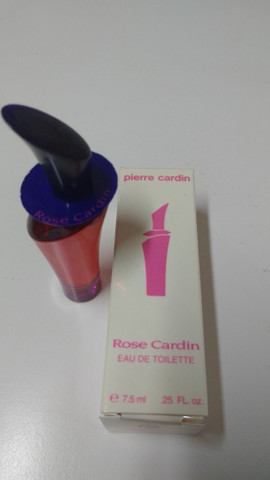 Rose Cardin
pierre cardin
Rose Cardin
EAU DE TOILETTE
℮ 7.5 ml .25 FL. oz.